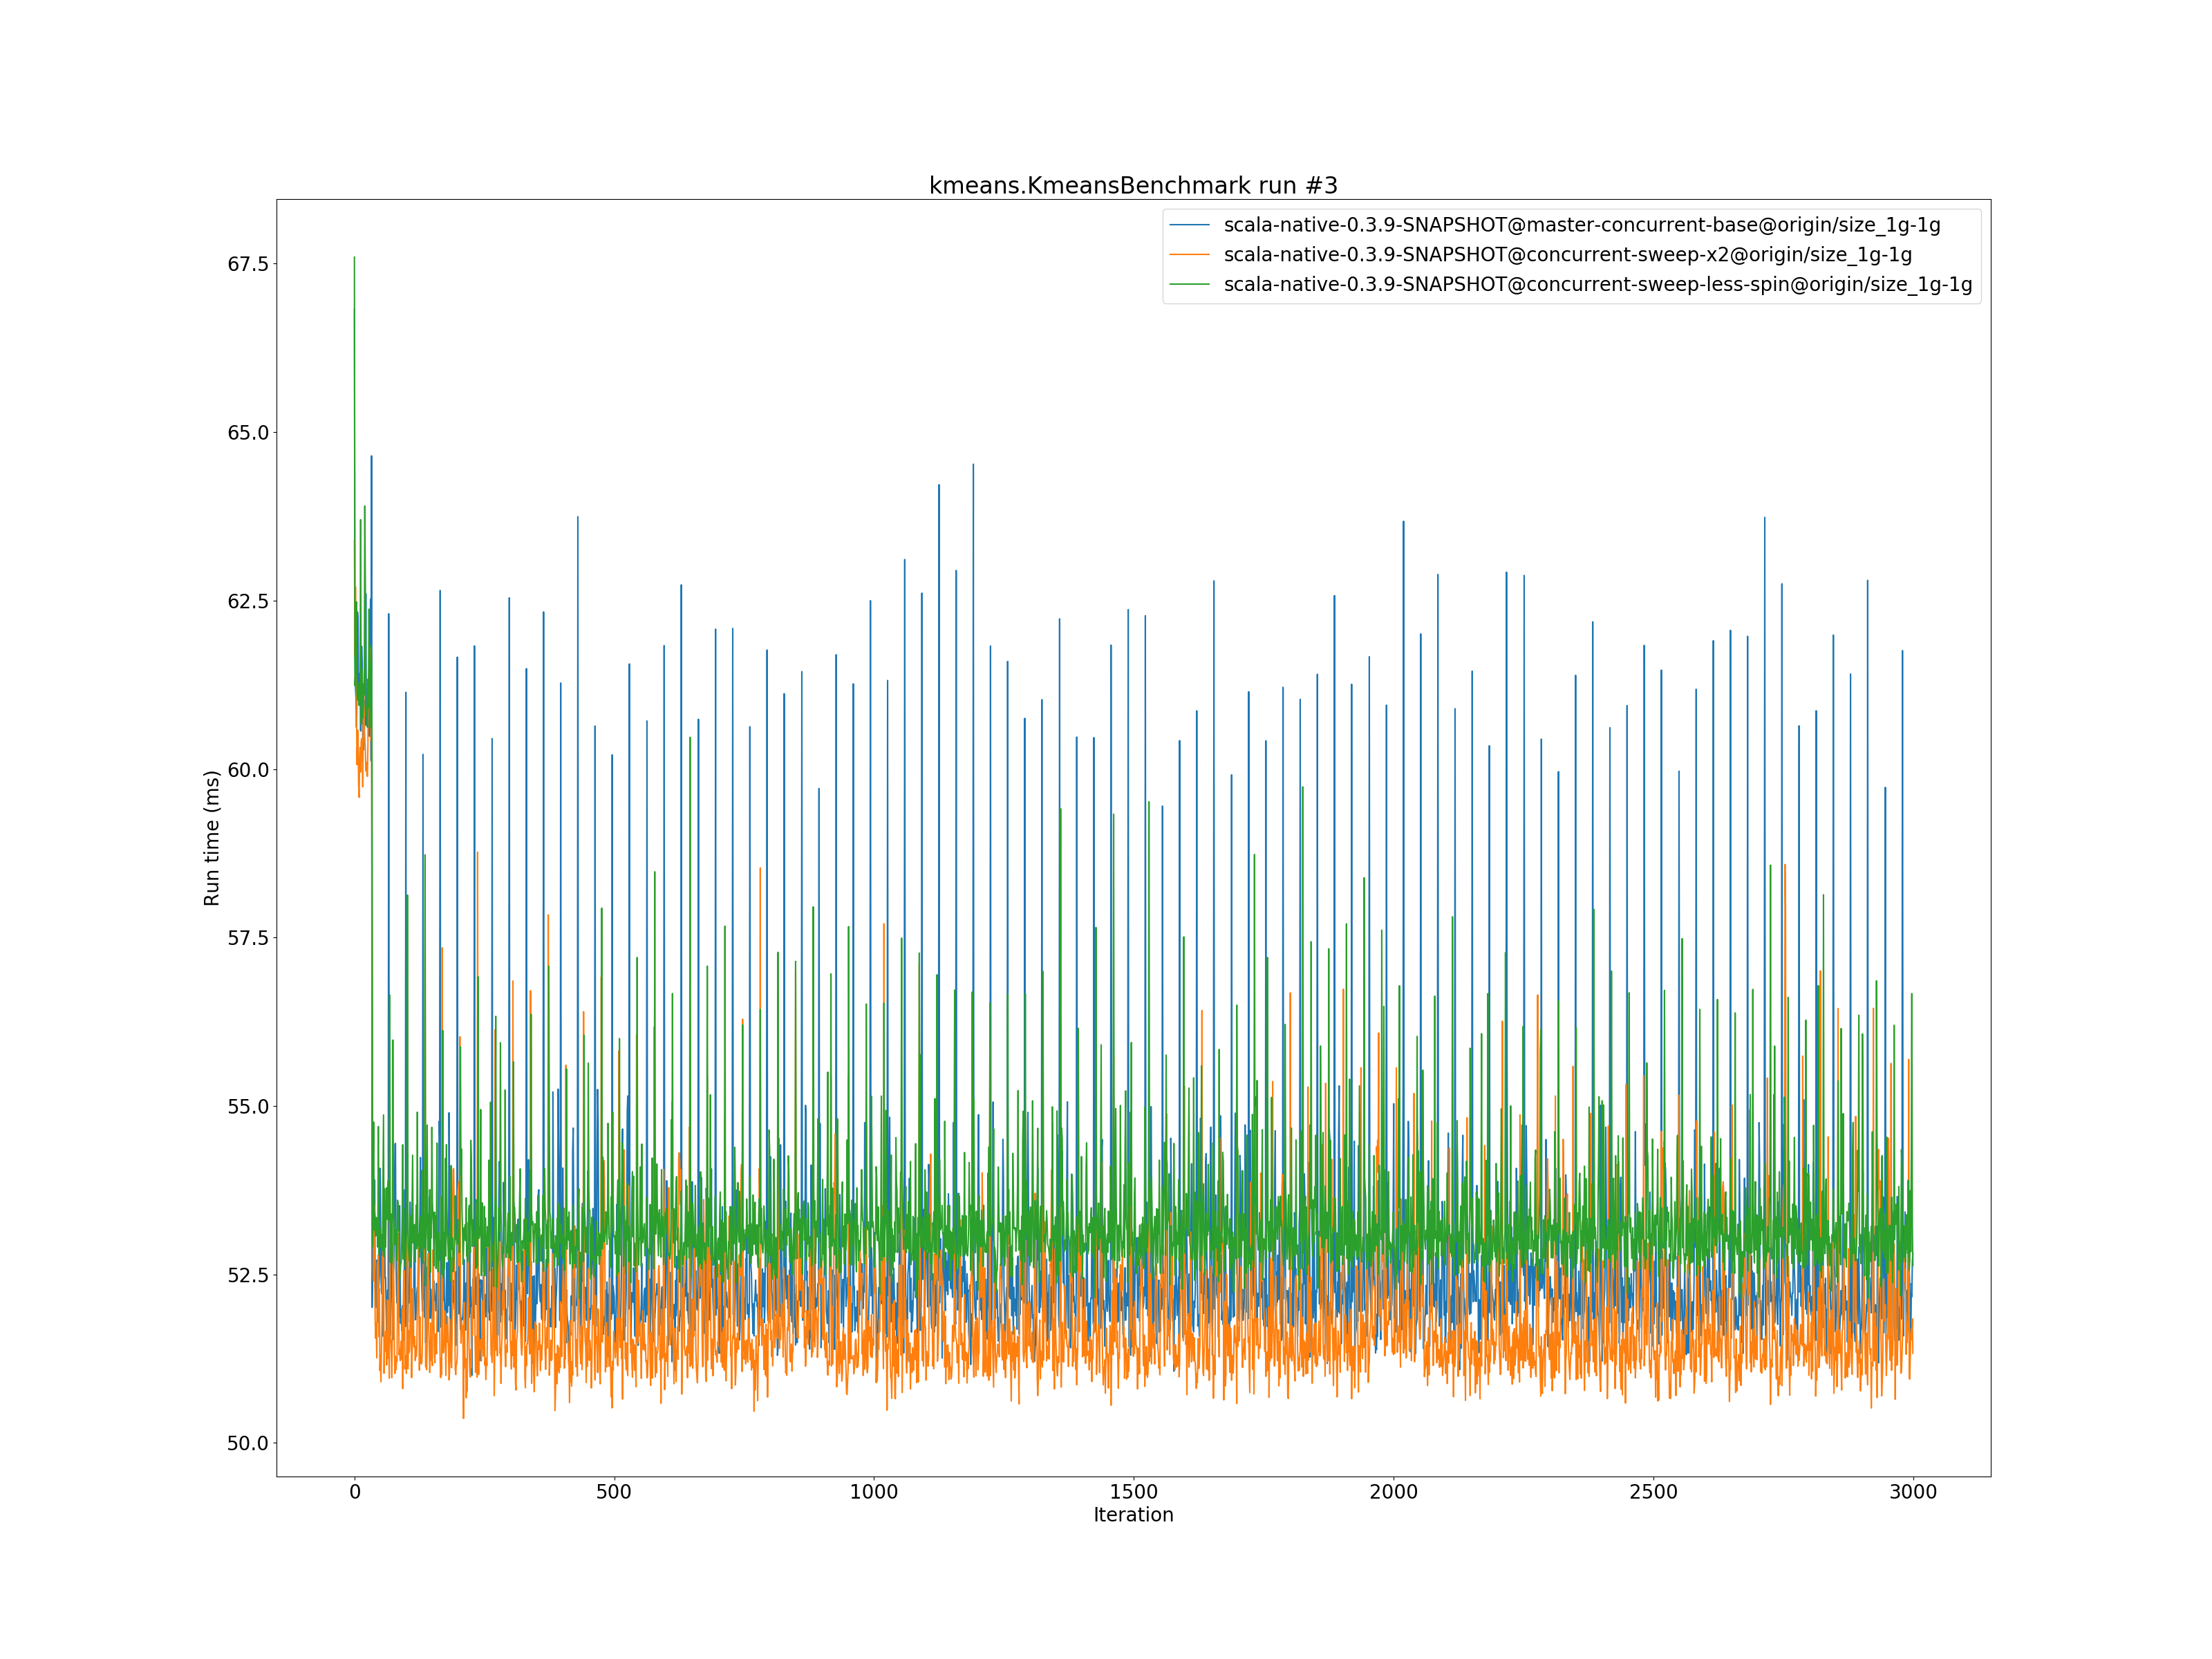 kmeans.KmeansBenchmark run #3
scala-native-0.3.9-SNAPSHOT@master-concurrent-base@origin/size_1g-1g
scala-native-0.3.9-SNAPSHOT@concurrent-sweep-x2@origin/size_1g-1g
scala-native-0.3.9-SNAPSHOT@concurrent-sweep-less-spin@origin/size_1g-1g
67.5
65.0
62.5
60.0
57.5
55.0
52.5
50.0
Run time (ms)
0 500 1000 1500 2000 2500 3000
Iteration